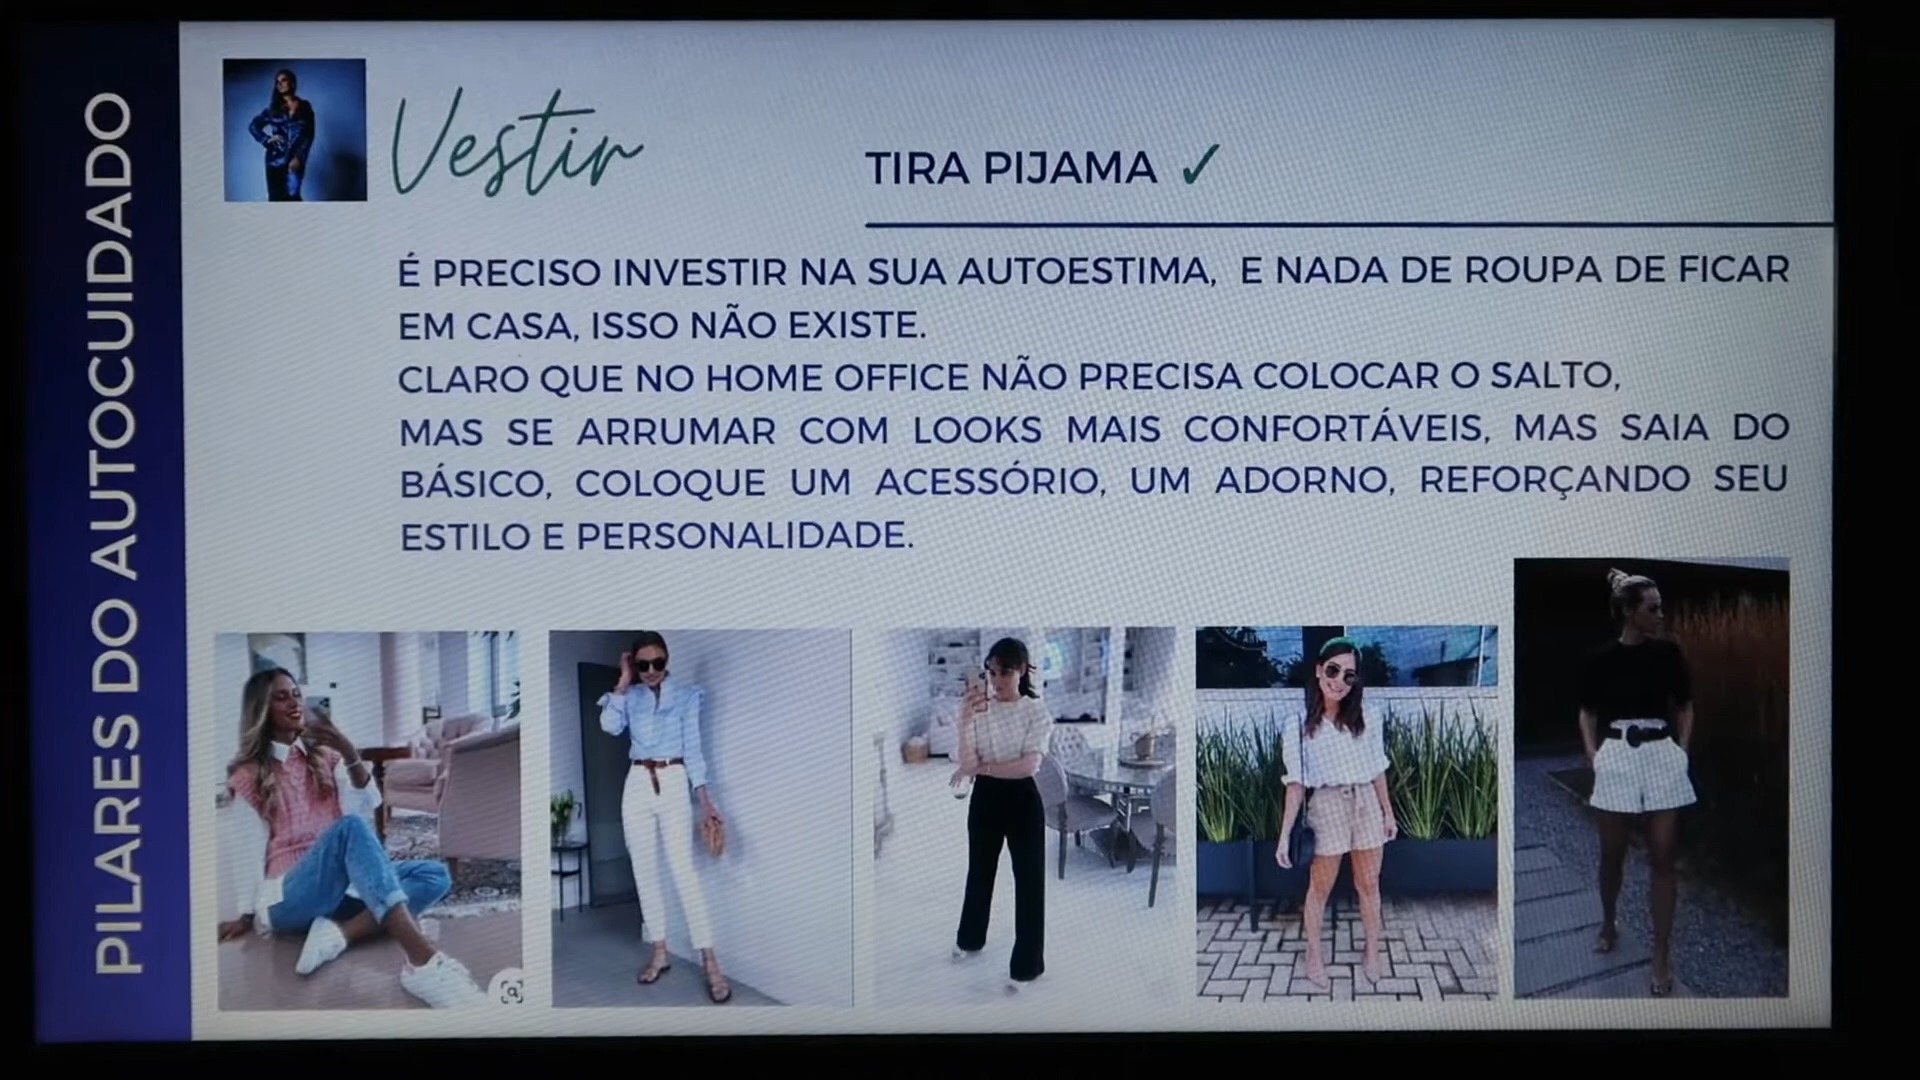 PILARES DO AUTOCUIDADO
Vestir
TIRA PIJAMA ✓
É PRECISO INVESTIR NA SUA AUTOESTIMA, E NADA DE ROUPA DE FICAR
EM CASA, ISSO NÃO EXISTE.
CLARO QUE NO HOME OFFICE NÃO PRECISA COLOCAR O SALTO,
MAS SE ARRUMAR COM LOOKS MAIS CONFORTÁVEIS, MAS SAIA DO
BÁSICO, COLOQUE UM ACESSÓRIO, UM ADORNO, REFORÇANDO SEU
ESTILO E PERSONALIDADE.